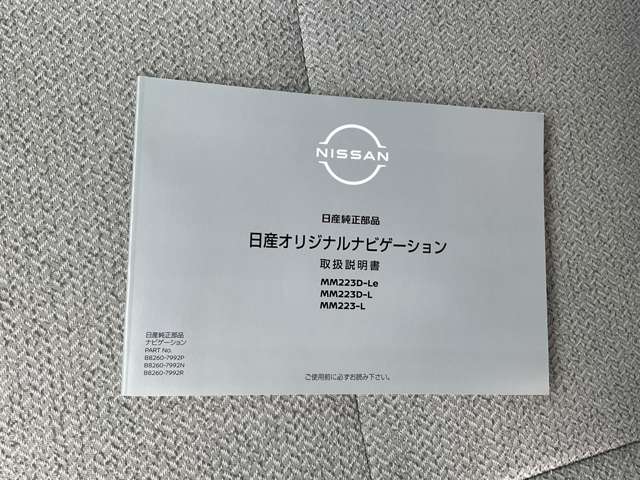 NISSAN
日産純正部品
日産オリジナルナビゲーション
取扱説明書
MM223D-Le
MM223D-L
MM223-L
日産純正部品
ナビゲーション
PART No.
B8260-7992P
B8260-7992N
B8260-7992R
ご使用前に必ずお読み下さい。